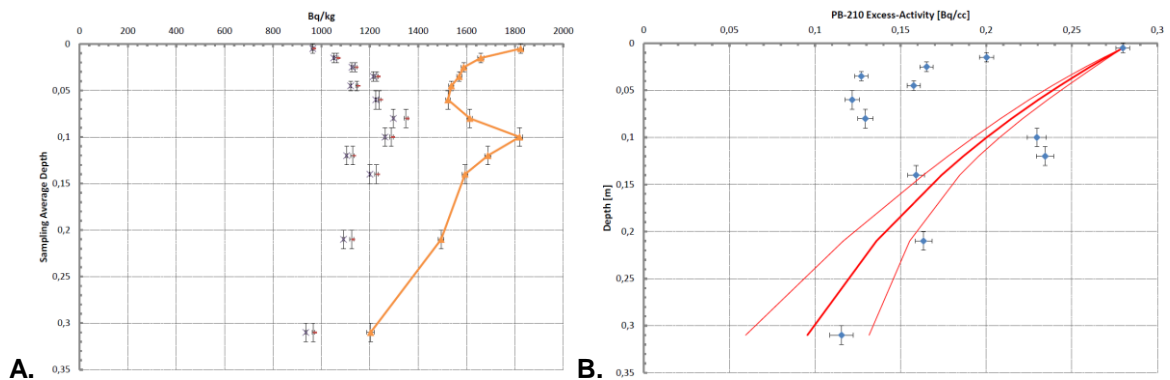 Bq/kg
0 200 400 600 800 1000 1200 1400 1600 1800 2000
0
0,05
0,1
0,15
0,2
0,25
0,3
0,35
Sampling Average Depth
A.
PB-210 Excess-Activity [Bq/cc]
0 0,05 0,1 0,15 0,2 0,25 0,3
0
0,05
0,1
0,15
0,2
0,25
0,3
0,35
Depth [m]
B.